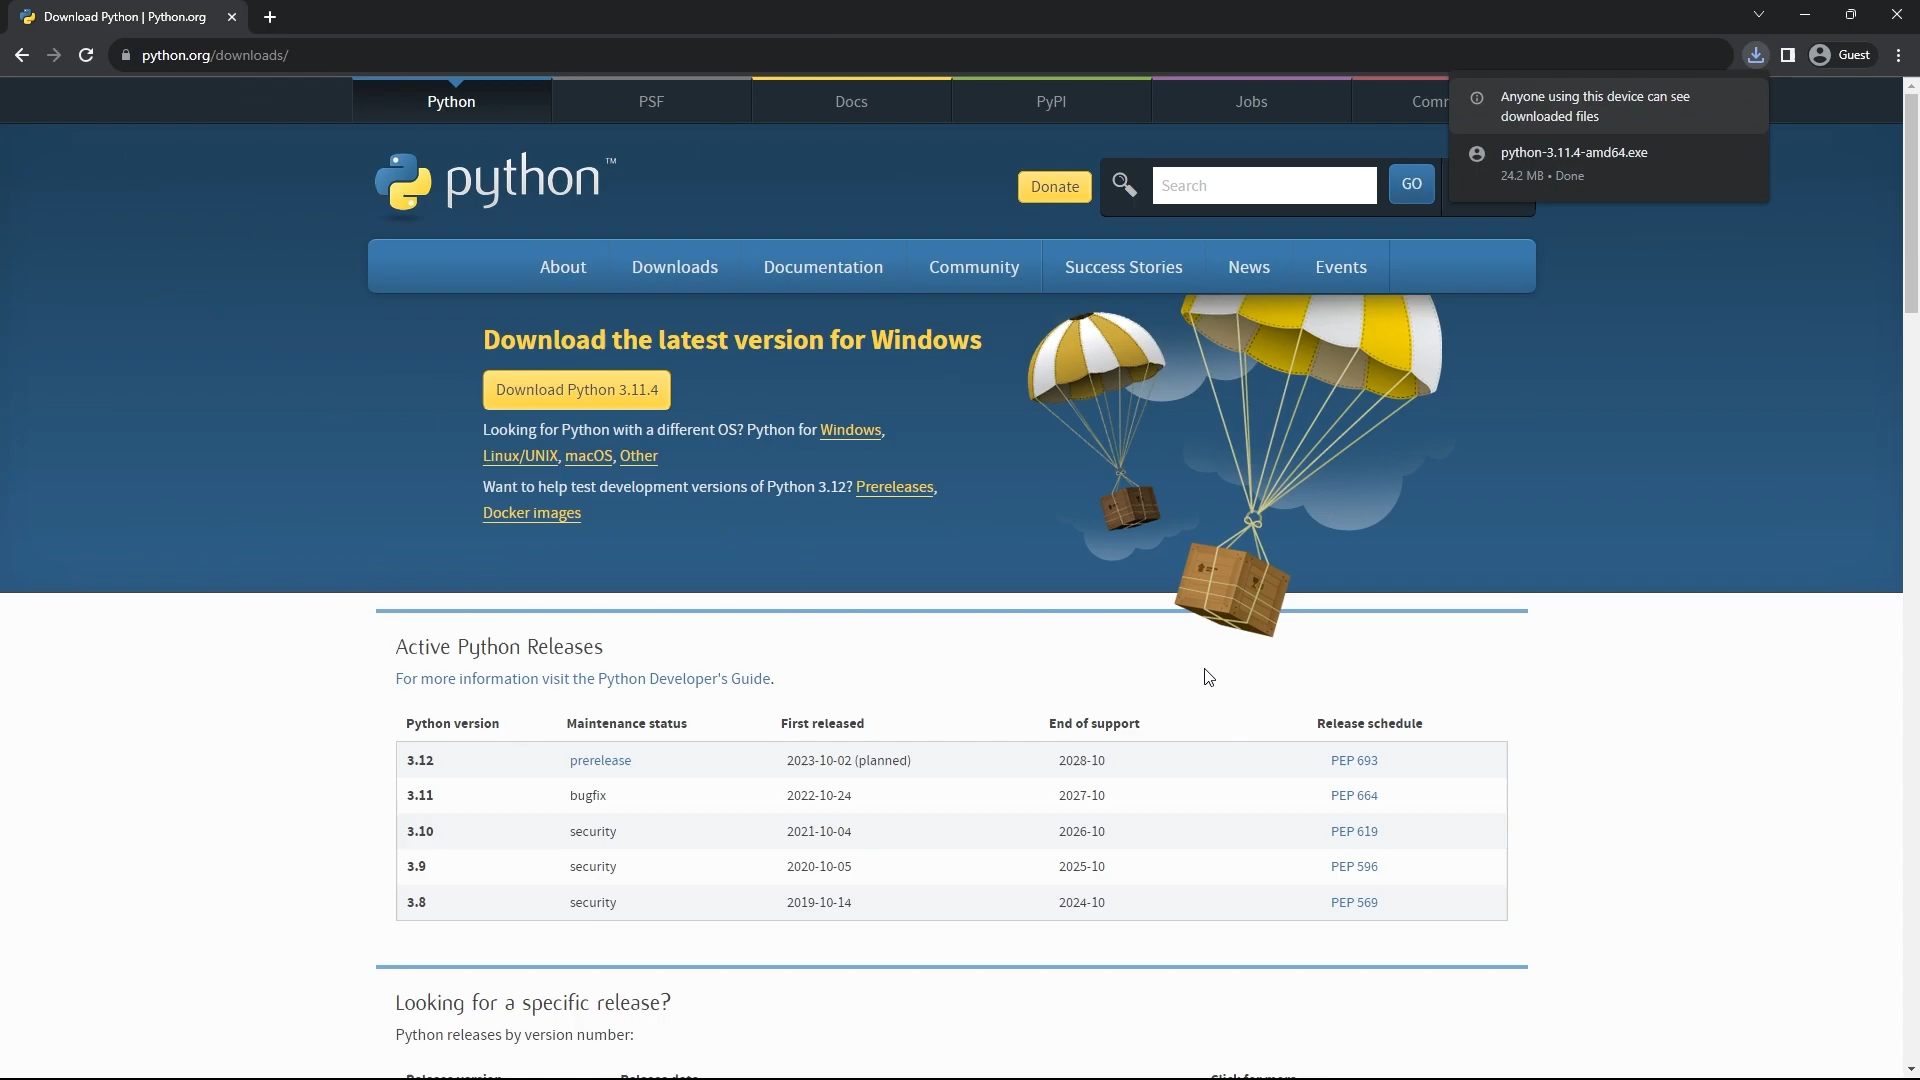 Download Python | Python.org
python.org/downloads/
Guest
Python
PSF
Docs
PyPI
Jobs
Anyone using this device can see
downloaded files
python-3.11.4-amd64.exe
24.2 MB • Done
python™
Donate
Search
GO
About
Downloads
Documentation
Community
Success Stories
News
Events
Download the latest version for Windows
Download Python 3.11.4
Looking for Python with a different OS? Python for Windows,
Linux/UNIX, macOS, Other
Want to help test development versions of Python 3.12? Prereleases,
Docker images
Active Python Releases
For more information visit the Python Developer's Guide.
Python version Maintenance status First released End of support Release schedule
3.12 prerelease 2023-10-02 (planned) 2028-10 PEP 693
3.11 bugfix 2022-10-24 2027-10 PEP 664
3.10 security 2021-10-04 2026-10 PEP 619
3.9 security 2020-10-05 2025-10 PEP 596
3.8 security 2019-10-14 2024-10 PEP 569
Looking for a specific release?
Python releases by version number: